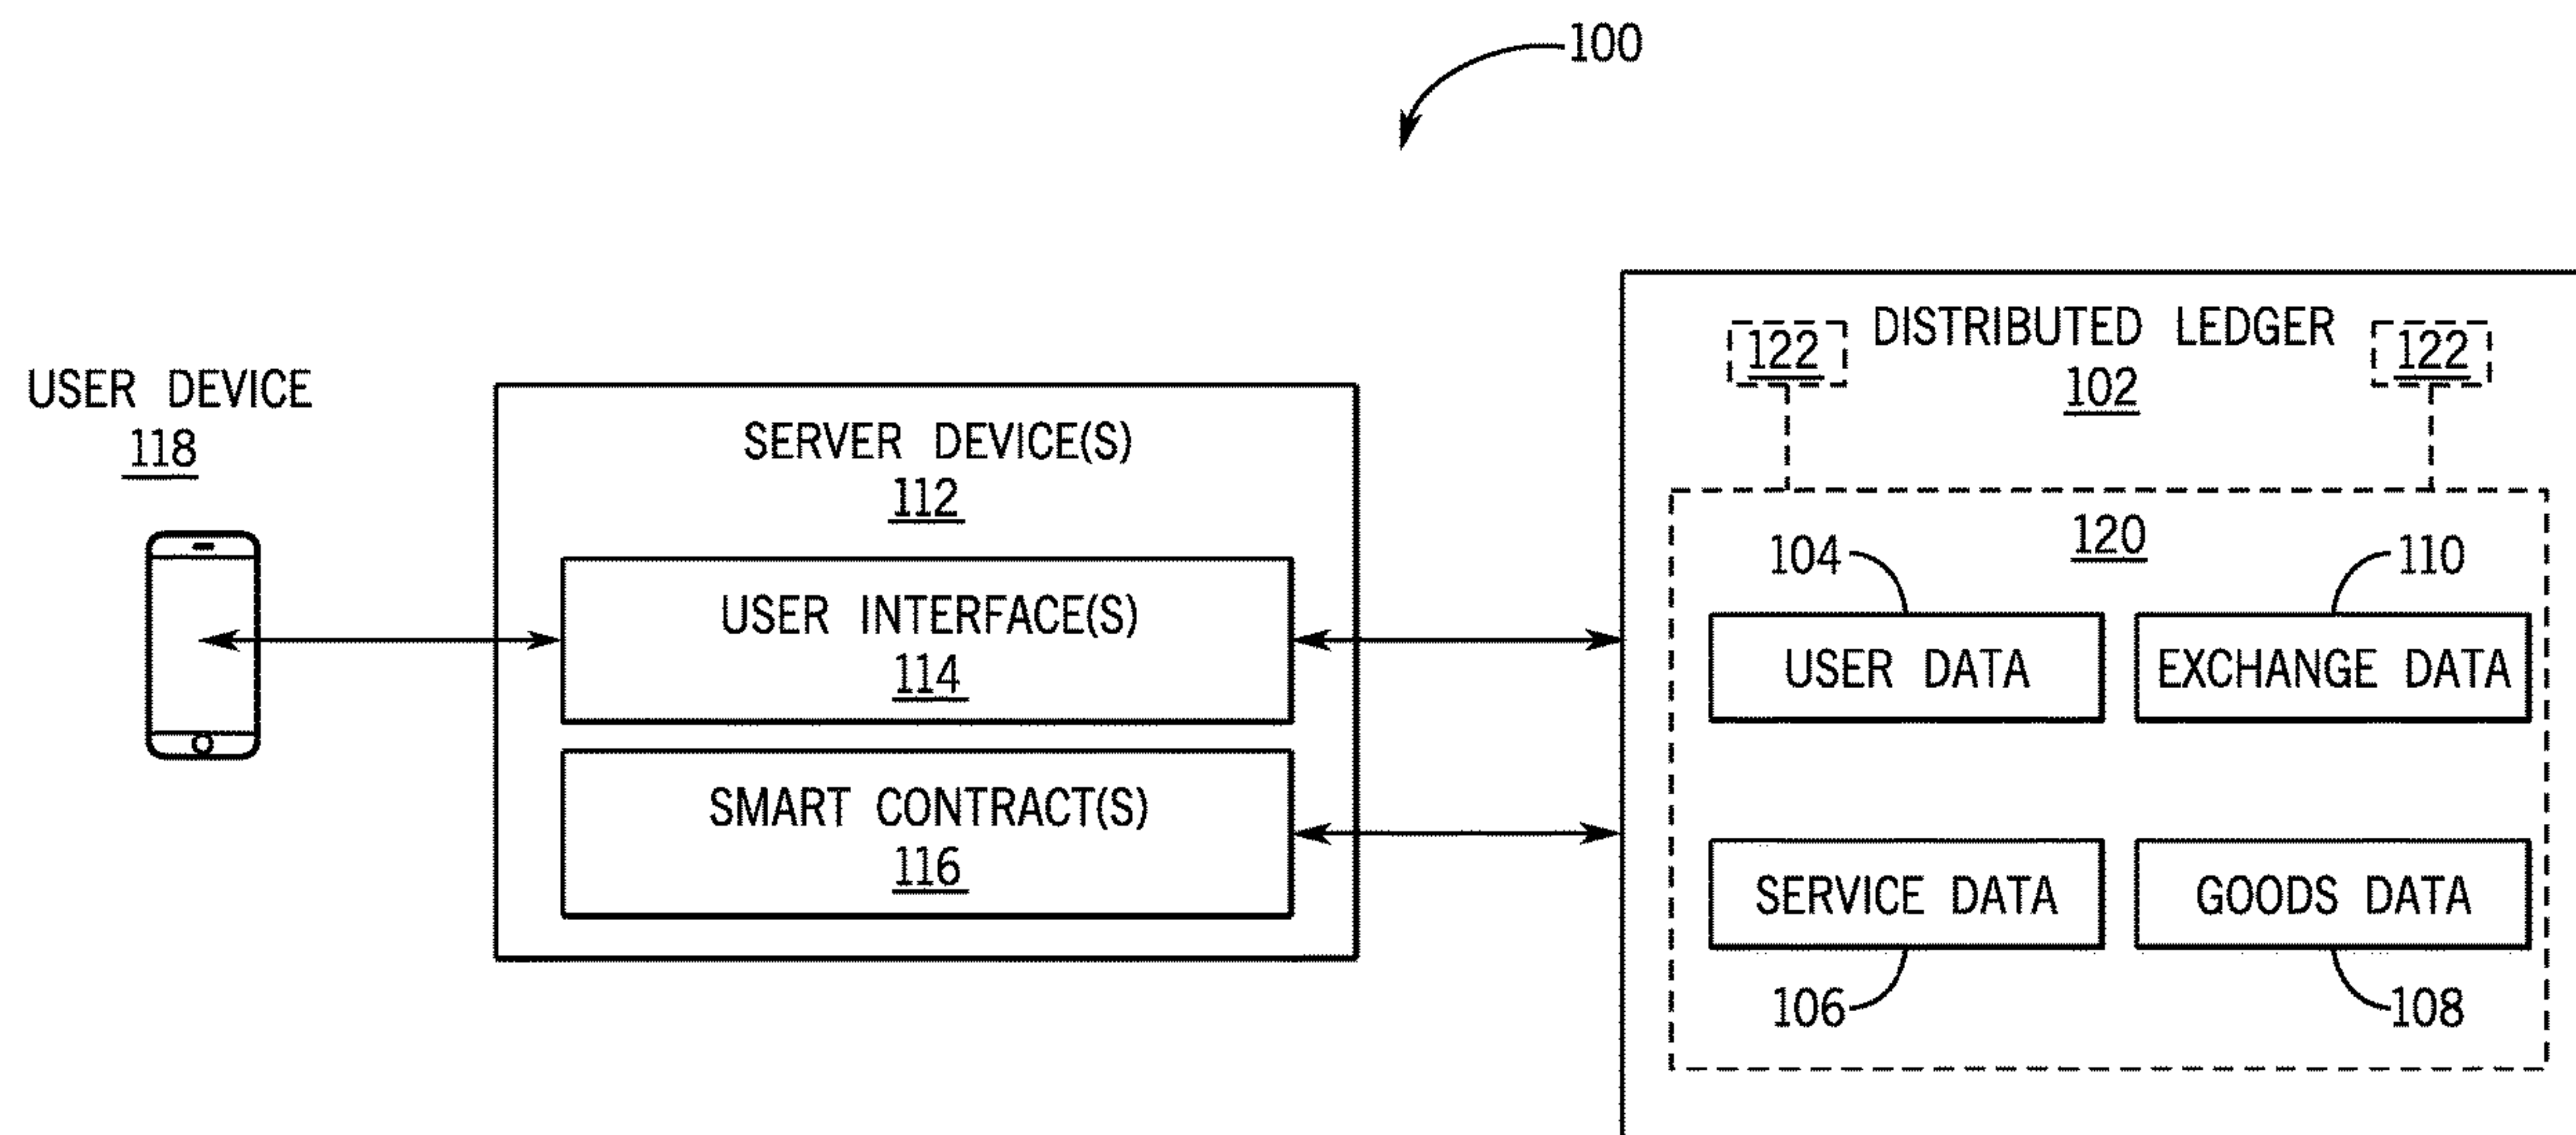 100
USER DEVICE
118
SERVER DEVICE(S)
112
USER INTERFACE(S)
114
SMART CONTRACT(S)
116
DISTRIBUTED LEDGER
102
122
122
120
104
110
USER DATA
EXCHANGE DATA
SERVICE DATA
GOODS DATA
106
108